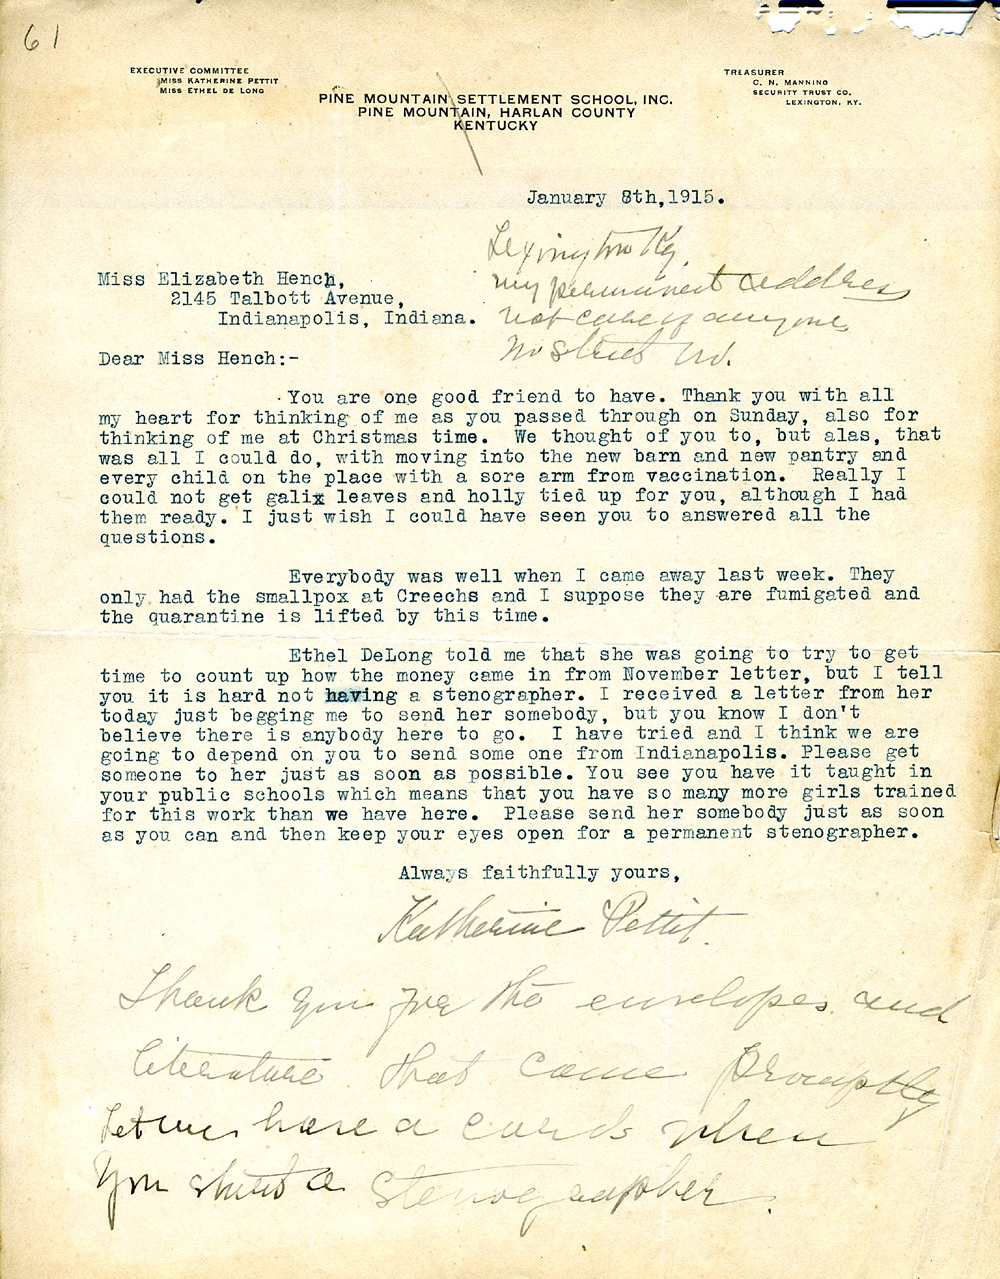 61
EXECUTIVE COMMITTEE
MISS KATHERINE PETTIT
MISS ETHEL DE LONG
TREASURER
C. N. MANNING
SECURITY TRUST CO.
LEXINGTON, KY.
PINE MOUNTAIN SETTLEMENT SCHOOL, INC.
PINE MOUNTAIN, HARLAN COUNTY
KENTUCKY
January 8th,1915.
Lexington Ky.
my permanent address
not care of anyone
No street No.
Miss Elizabeth Hench,
2145 Talbott Avenue,
Indianapolis, Indiana.
Dear Miss Hench:-
You are one good friend to have. Thank you with all
my heart for thinking of me as you passed through on Sunday, also for
thinking of me at Christmas time. We thought of you to, but alas, that
was all I could do, with moving into the new barn and new pantry and
every child on the place with a sore arm from vaccination. Really I
could not get galix leaves and holly tied up for you, although I had
them ready. I just wish I could have seen you to answered all the
questions.
Everybody was well when I came away last week. They
only had the smallpox at Creechs and I suppose they are fumigated and
the quarantine is lifted by this time.
Ethel DeLong told me that she was going to try to get
time to count up how the money came in from November letter, but I tell
you it is hard not having a stenographer. I received a letter from her
today just begging me to send her somebody, but you know I don't
believe there is anybody here to go. I have tried and I think we are
going to depend on you to send some one from Indianapolis. Please get
someone to her just as soon as possible. You see you have it taught in
your public schools which means that you have so many more girls trained
for this work than we have here. Please send her somebody just as soon
as you can and then keep your eyes open for a permanent stenographer.
Always faithfully yours,
Katherine Pettit.
Thank you for the envelopes and
literature that came promptly
Let me have a card when
you a stenographer.